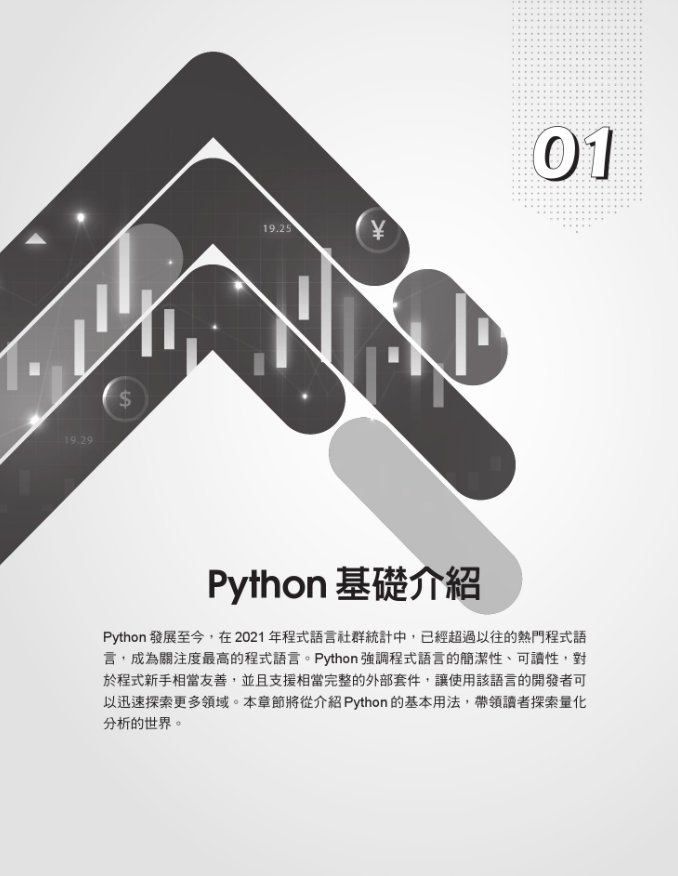 01
19.25
¥
$
19.29
Python 基礎介紹
Python 發展至今，在 2021 年程式語言社群統計中，已經超過以往的熱門程式語
言，成為關注度最高的程式語言。Python 強調程式語言的簡潔性、可讀性，對
於程式新手相當友善，並且支援相當完整的外部套件，讓使用該語言的開發者可
以迅速探索更多領域。本章節將從介紹 Python 的基本用法，帶領讀者探索量化
分析的世界。